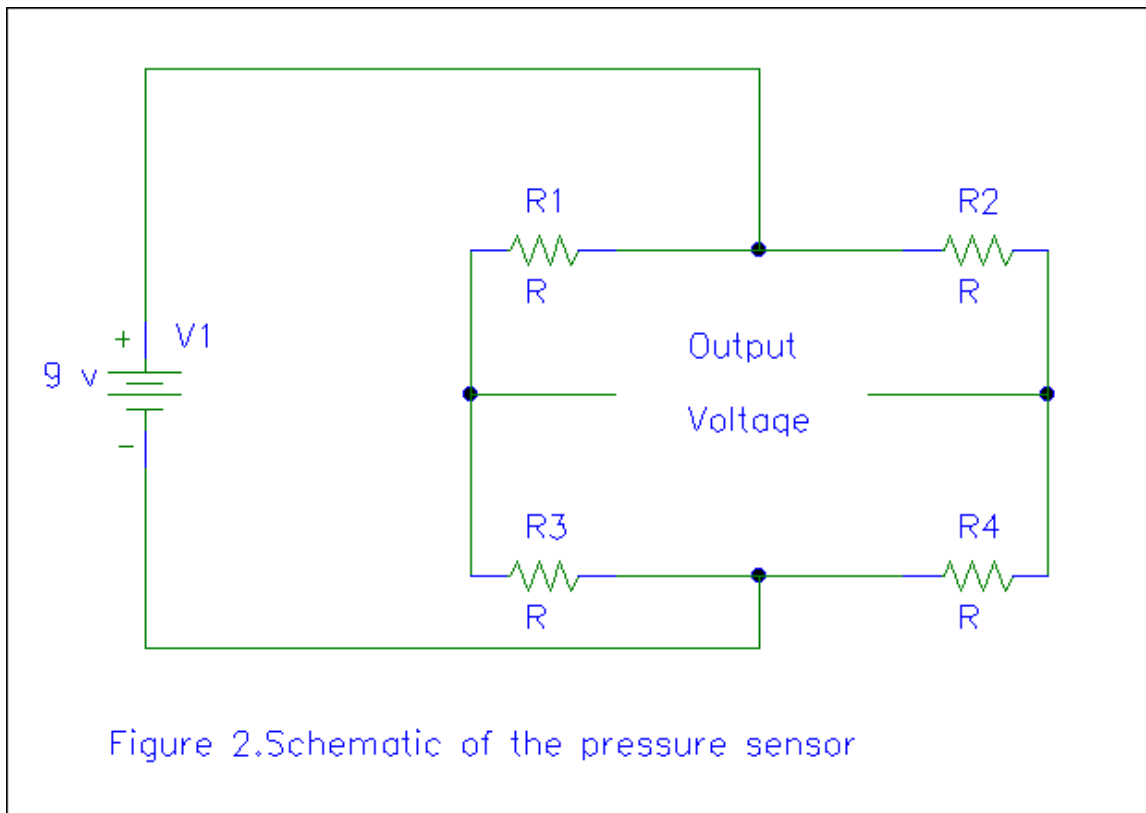 R1
R2
R
R
+
V1
9 v
-
Output
Voltage
R3
R4
R
R
Figure 2.Schematic of the pressure sensor